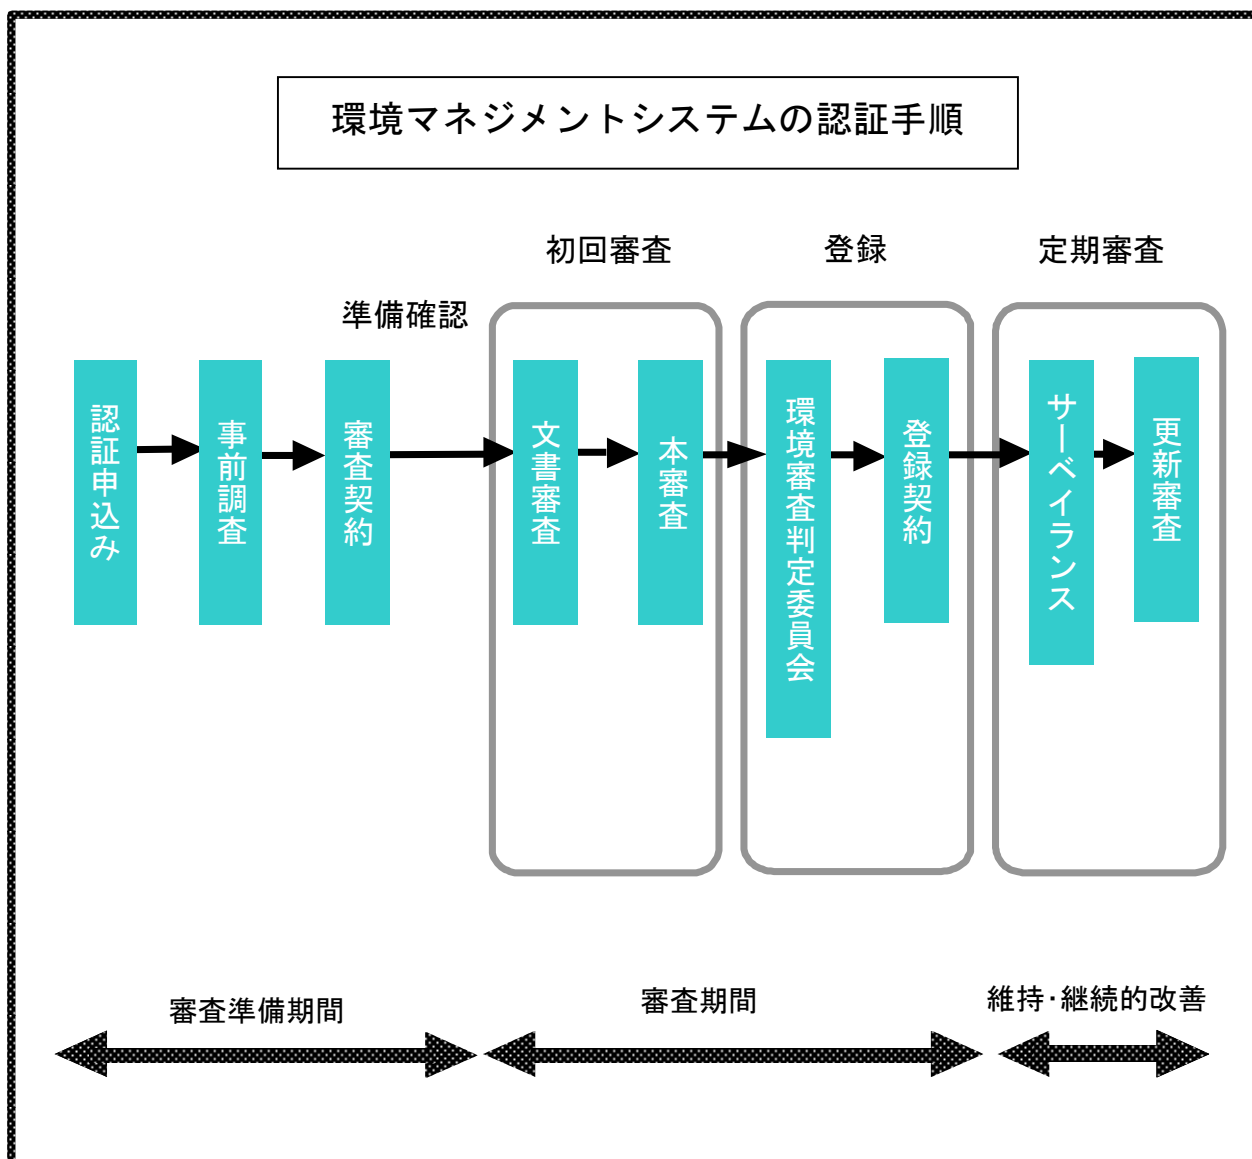 環境マネジメントシステムの認証手順
初回審査
登録
定期審査
準備確認
認証申込み
事前調査
審査契約
文書審査
本審査
環境審査判定委員会
登録契約
サーベイランス
更新審査
審査準備期間
審査期間
維持・継続的改善